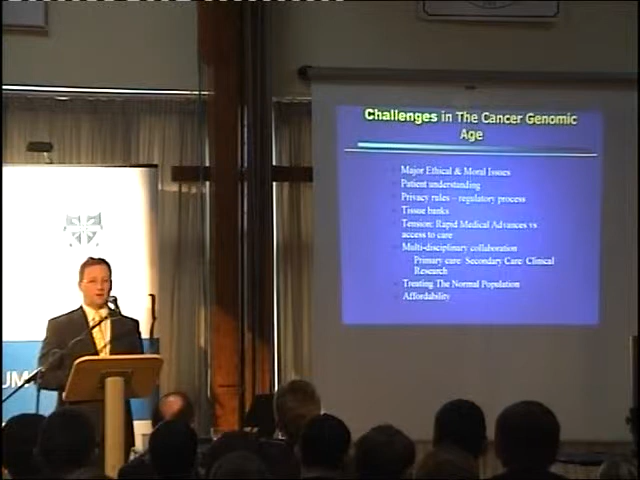 Challenges in The Cancer Genomic
Age
Major Ethical & Moral Issues
Patient understanding
Privacy rules – regulatory process
Tissue banks
Tension: Rapid Medical Advances vs
access to care
Multi-disciplinary collaboration
Primary care/ Secondary Care/ Clinical
Research
Treating The Normal Population
Affordability
UM